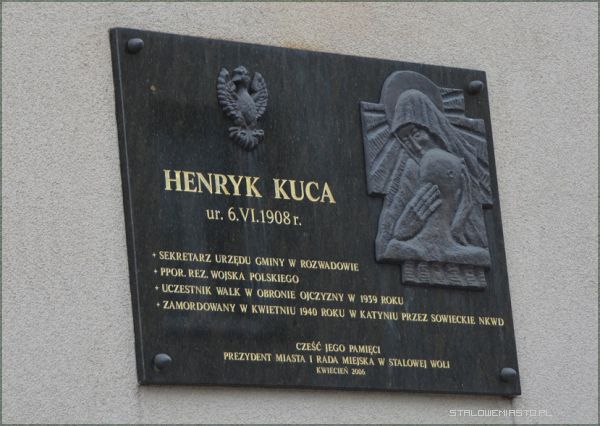 HENRYK KUCA
ur. 6.VI.1908 r.
+ SEKRETARZ URZĘDU GMINY W ROZWADOWIE
+ PPOR. REZ. WOJSKA POLSKIEGO
+ UCZESTNIK WALK W OBRONIE OJCZYZNY W 1939 ROKU
+ ZAMORDOWANY W KWIETNIU 1940 ROKU W KATYNIU PRZEZ SOWIECKIE NKWD
CZEŚĆ JEGO PAMIĘCI
PREZYDENT MIASTA I RADA MIEJSKA W STALOWEJ WOLI
KWIECIEŃ 2006
STALOWEMIASTO.PL